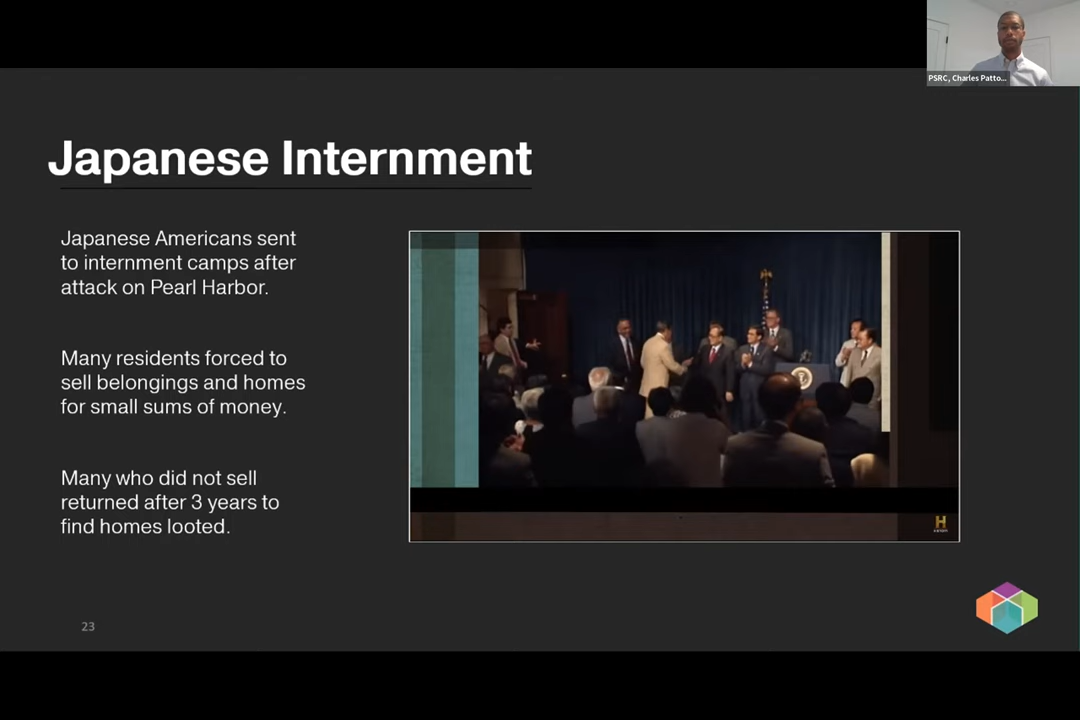 PSRC, Charles Patto...
Japanese Internment
Japanese Americans sent
to internment camps after
attack on Pearl Harbor.
Many residents forced to
sell belongings and homes
for small sums of money.
Many who did not sell
returned after 3 years to
find homes looted.
H
23